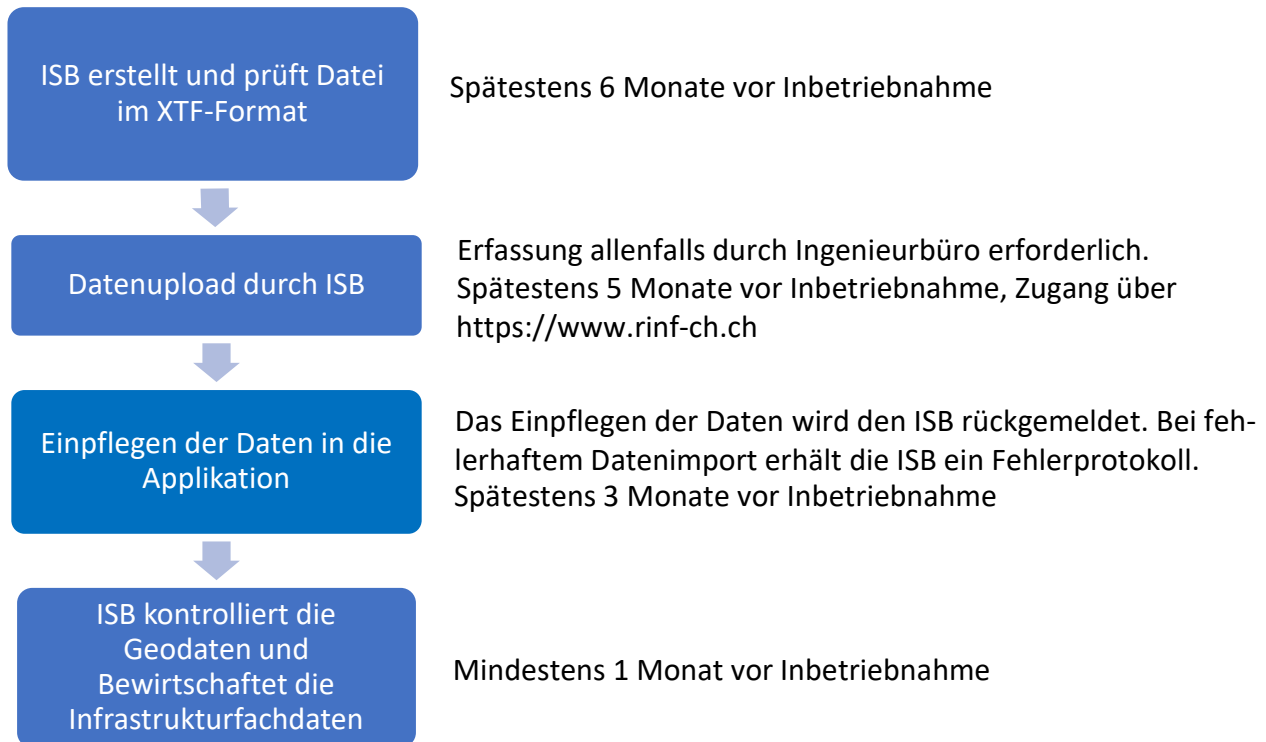 ISB erstellt und prüft Datei
im XTF-Format
Spätestens 6 Monate vor Inbetriebnahme
Datenupload durch ISB
Erfassung allenfalls durch Ingenieurbüro erforderlich.
Spätestens 5 Monate vor Inbetriebnahme, Zugang über
https://www.rinf-ch.ch
Einpflegen der Daten in die
Applikation
Das Einpflegen der Daten wird den ISB rückgemeldet. Bei feh-
lerhaftem Datenimport erhält die ISB ein Fehlerprotokoll.
Spätestens 3 Monate vor Inbetriebnahme
ISB kontrolliert die
Geodaten und
Bewirtschaftet die
Infrastrukturfachdaten
Mindestens 1 Monat vor Inbetriebnahme